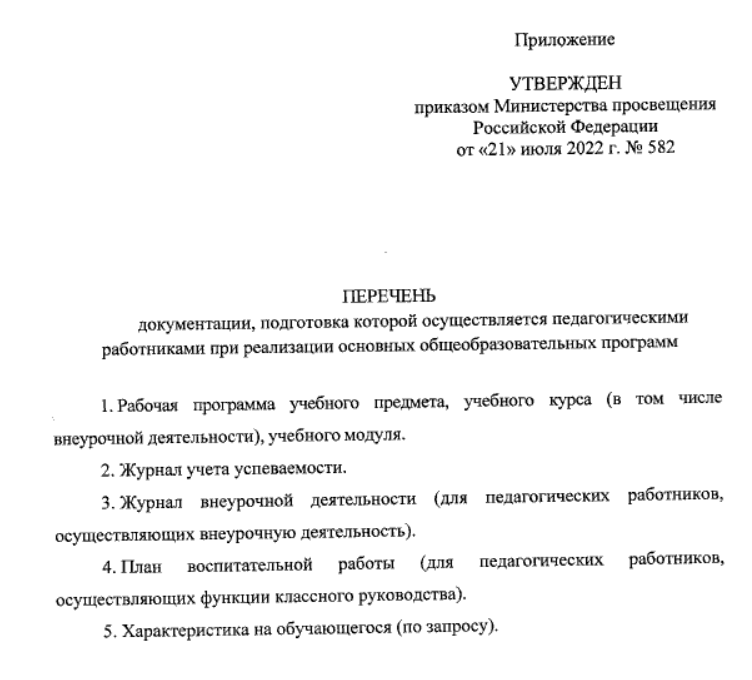 Приложение
УТВЕРЖДЕН
приказом Министерства просвещения
Российской Федерации
от «21» июля 2022 г. № 582
ПЕРЕЧЕНЬ
документации, подготовка которой осуществляется педагогическими
работниками при реализации основных общеобразовательных программ
1. Рабочая программа учебного предмета, учебного курса (в том числе
внеурочной деятельности), учебного модуля.
2. Журнал учета успеваемости.
3. Журнал внеурочной деятельности (для педагогических работников,
осуществляющих внеурочную деятельность).
4. План воспитательной работы (для педагогических работников,
осуществляющих функции классного руководства).
5. Характеристика на обучающегося (по запросу).